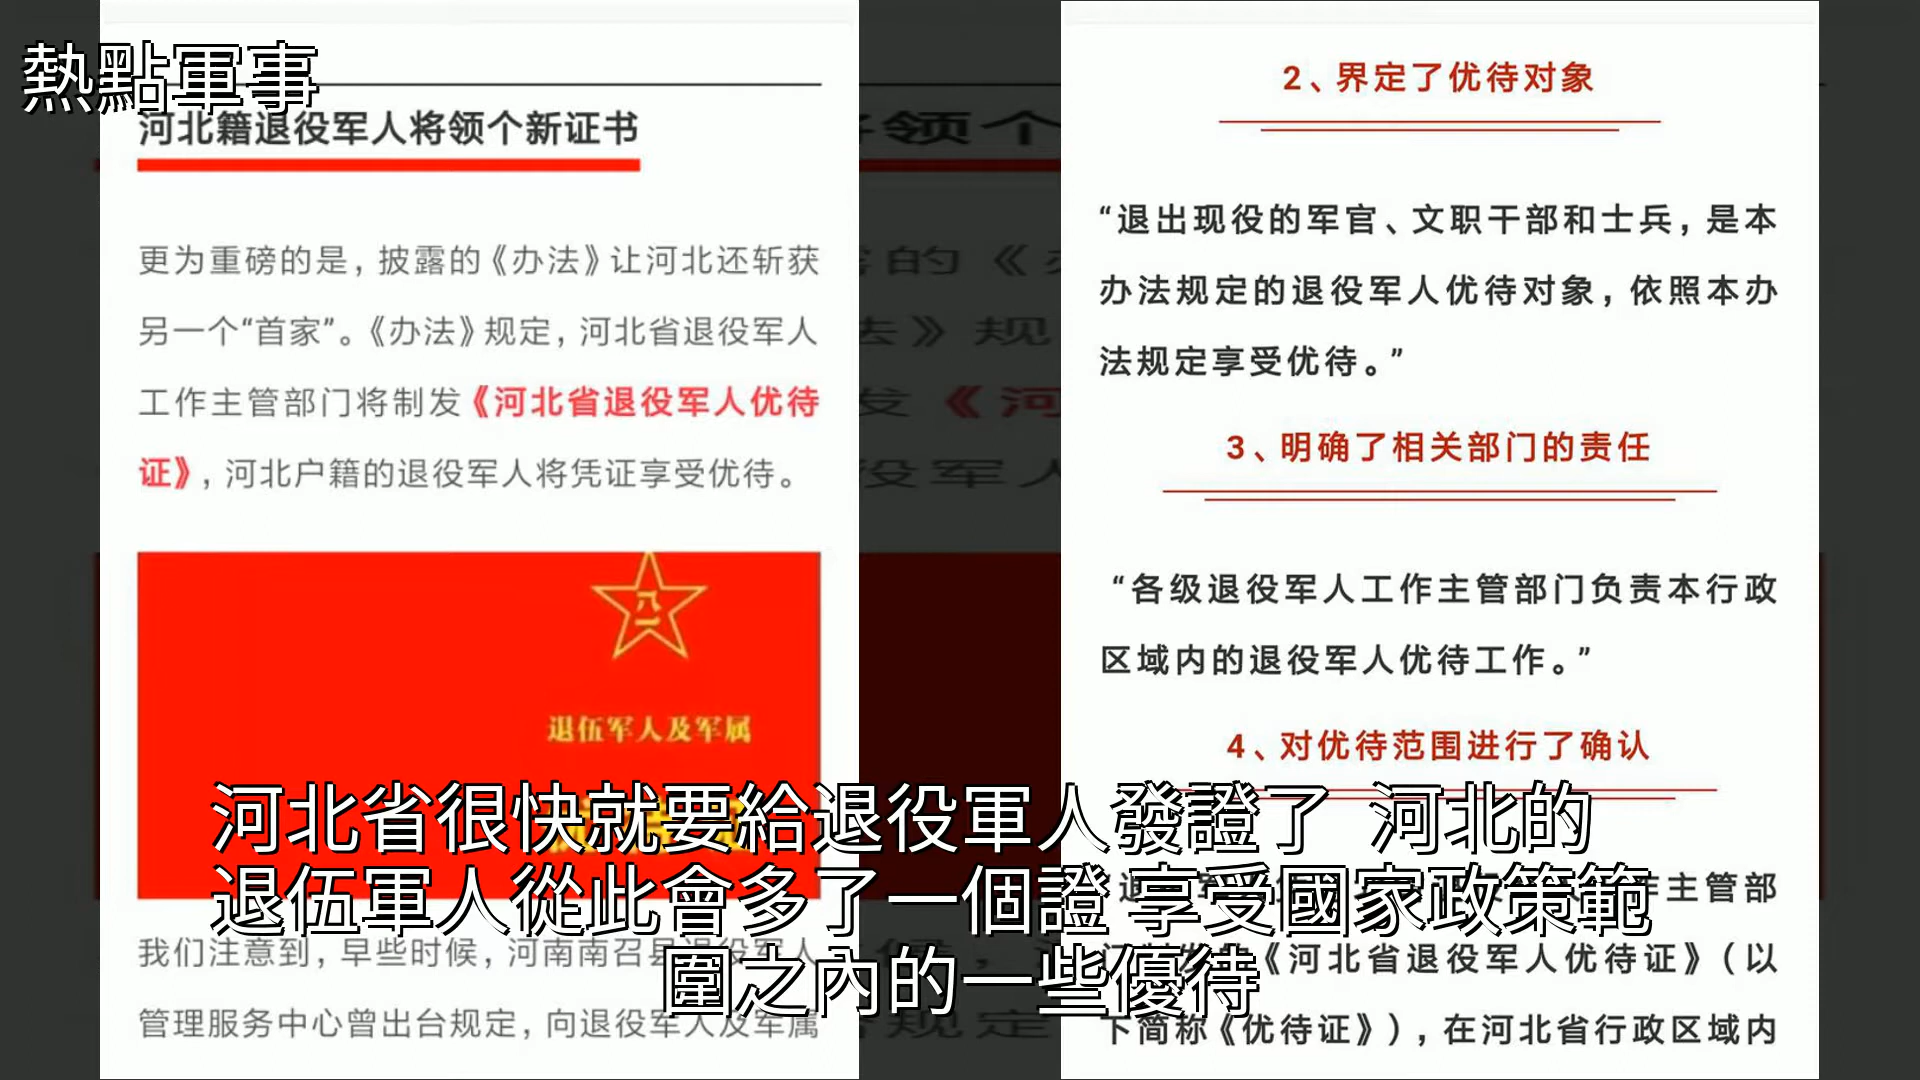 熱點軍事
河北籍退役军人将领个新证书
更为重磅的是，披露的《办法》让河北还斩获
另一个“首家”。《办法》规定，河北省退役军人
工作主管部门将制发《河北省退役军人优待
证》，河北户籍的退役军人将凭证享受优待。
八一
退伍军人及军属
我们注意到，早些时候，河南南召县退役军人
管理服务中心曾出台规定，向退役军人及军属
2、界定了优待对象
“退出现役的军官、文职干部和士兵，是本
办法规定的退役军人优待对象，依照本办
法规定享受优待。”
3、明确了相关部门的责任
“各级退役军人工作主管部门负责本行政
区域内的退役军人优待工作。”
4、对优待范围进行了确认
作主管部
《河北省退役军人优待证》（以
下简称《优待证》），在河北省行政区域内
河北省很快就要給退役軍人發證了 河北的
退伍軍人從此會多了一個證 享受國家政策範
圍之內的一些優待